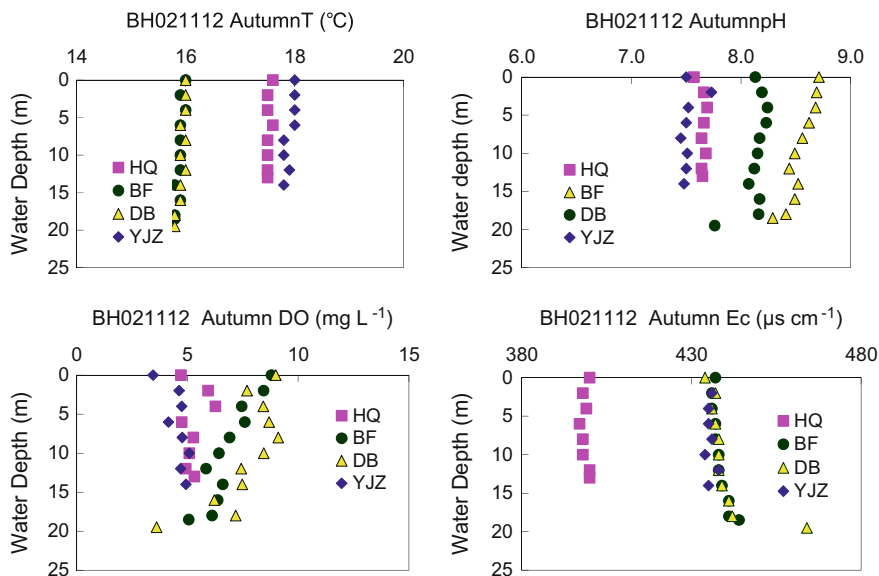 BH021112 AutumnT (℃)
14 16 18 20
0
5
10
15
20
25
Water Depth (m)
HQ
BF
DB
YJZ
BH021112 AutumnpH
6.0 7.0 8.0 9.0
0
5
10
15
20
25
Water depth (m)
HQ
BF
DB
YJZ
BH021112 Autumn DO (mg L⁻¹)
0 5 10 15
0
5
10
15
20
25
Water Depth (m)
HQ
BF
DB
YJZ
BH021112 Autumn Ec (μs cm⁻¹)
380 430 480
0
5
10
15
20
25
Water Depth (m)
HQ
BF
DB
YJZ